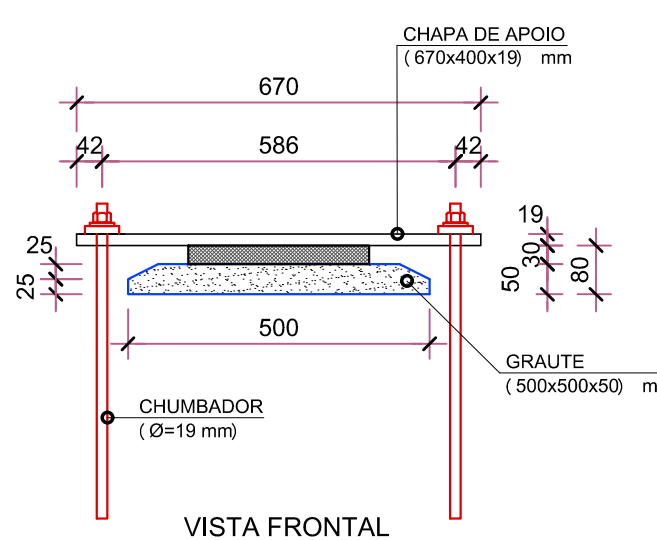 CHAPA DE APOIO
( 670x400x19) mm
670
42
586
42
19
30
50
80
25
25
500
GRAUTE
( 500x500x50) m
CHUMBADOR
( Ø=19 mm)
VISTA FRONTAL